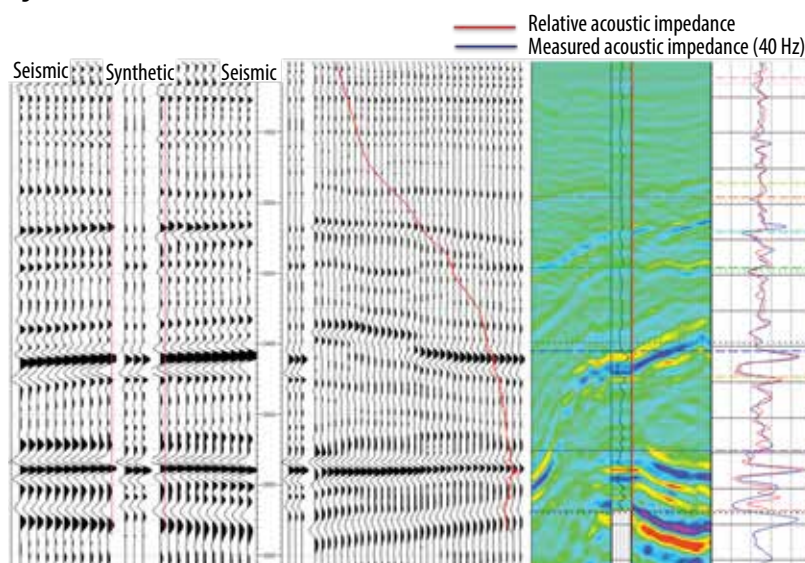 Relative acoustic impedance
Measured acoustic impedance (40 Hz)
Seismic Synthetic Seismic